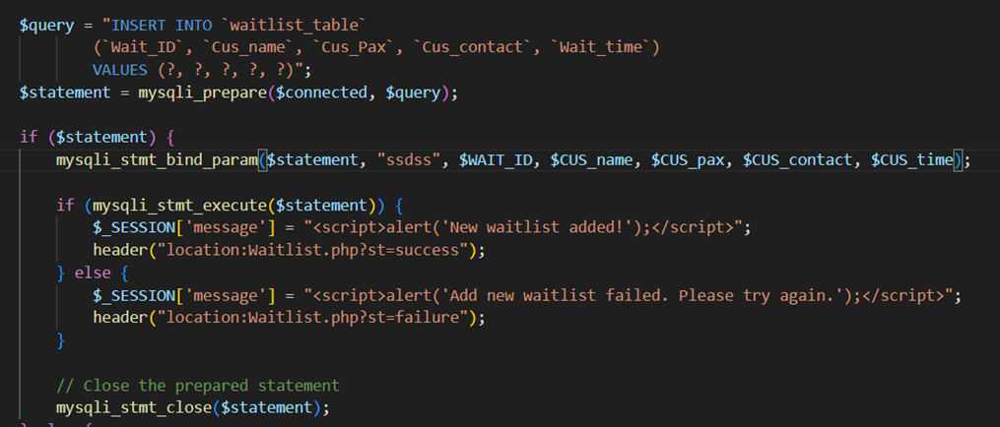 $query = "INSERT INTO `waitlist_table`
(`Wait_ID`, `Cus_name`, `Cus_Pax`, `Cus_contact`, `Wait_time`)
VALUES (?, ?, ?, ?, ?)";
$statement = mysqli_prepare($connected, $query);
if ($statement) {
mysqli_stmt_bind_param($statement, "ssdss", $WAIT_ID, $CUS_name, $CUS_pax, $CUS_contact, $CUS_time);
if (mysqli_stmt_execute($statement)) {
$_SESSION['message'] = "<script>alert('New waitlist added!');</script>";
header("location:Waitlist.php?st=success");
} else {
$_SESSION['message'] = "<script>alert('Add new waitlist failed. Please try again.');</script>";
header("location:Waitlist.php?st=failure");
}
// Close the prepared statement
mysqli_stmt_close($statement);